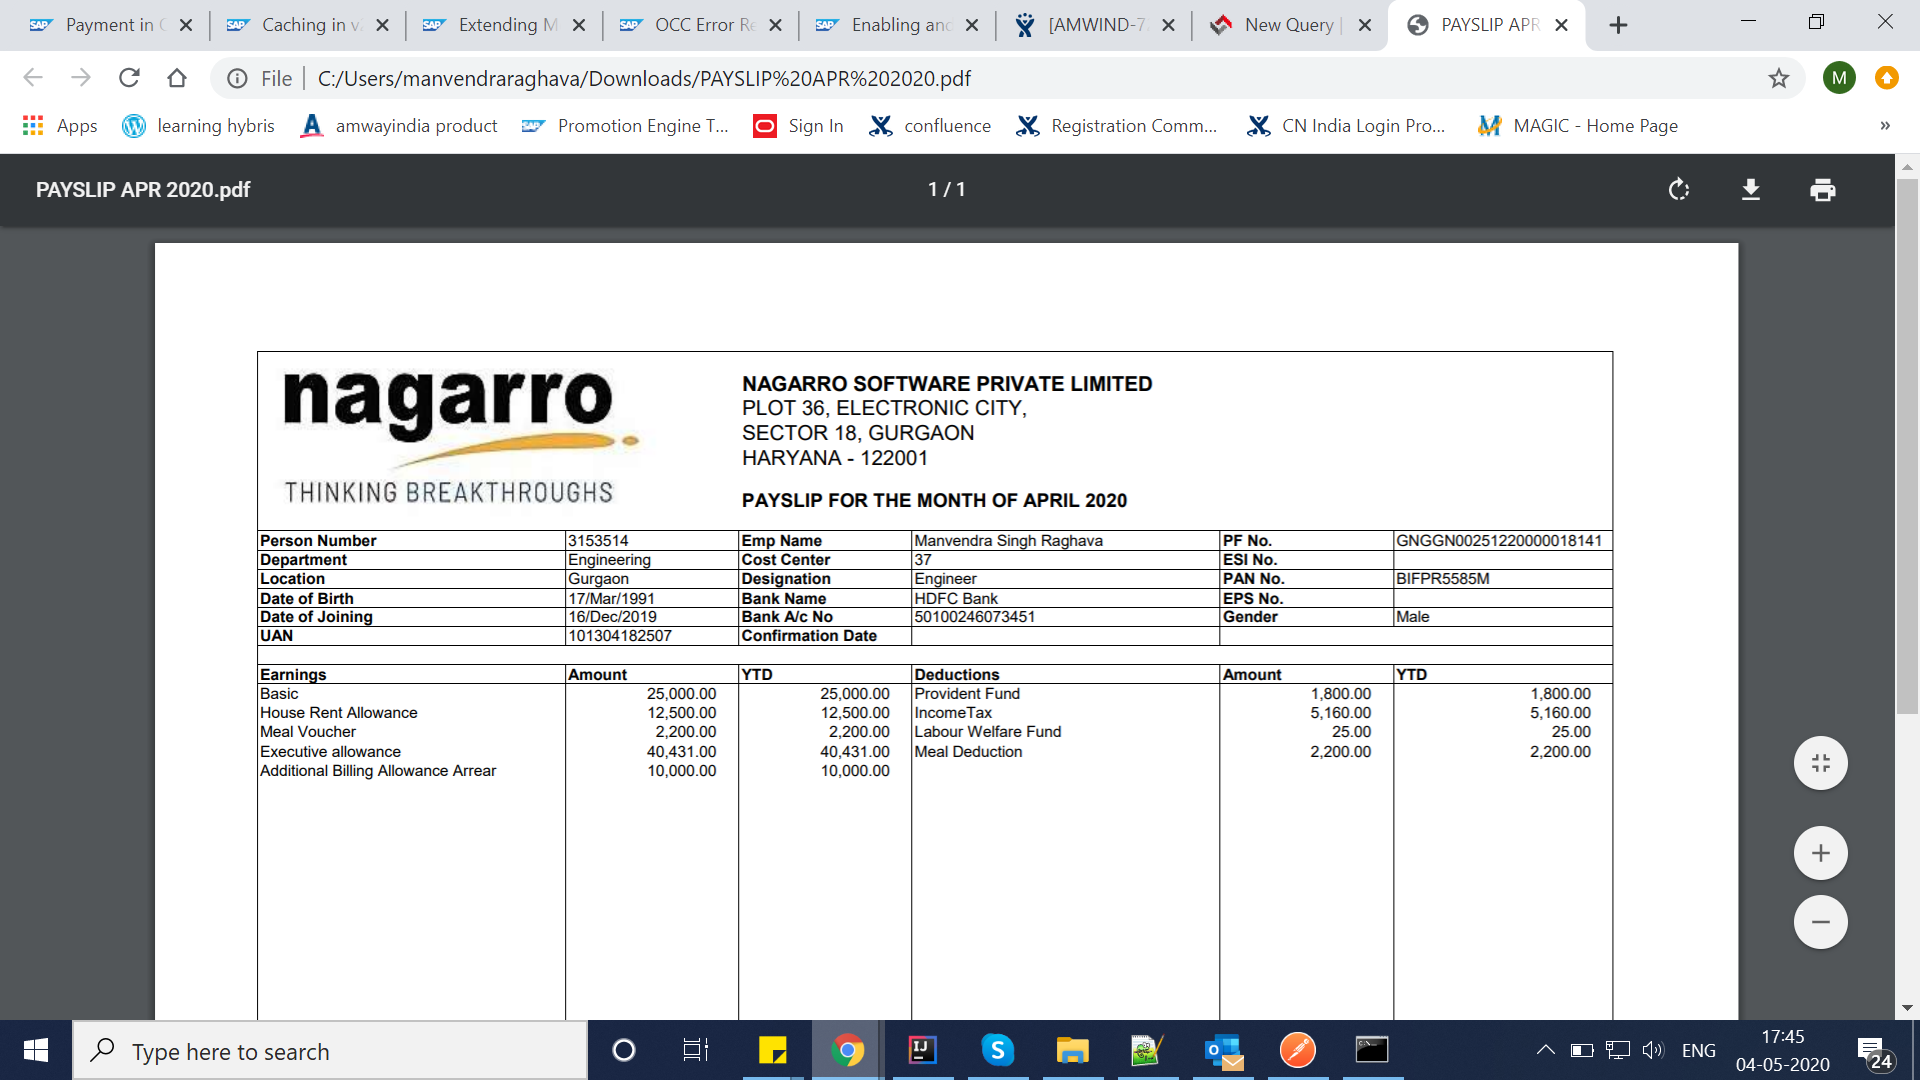 Payment in
Caching in v
Extending M
OCC Error Re
Enabling and
[AMWIND-7
New Query |
PAYSLIP APR
File
C:/Users/manvendraraghava/Downloads/PAYSLIP%20APR%202020.pdf
M
Apps
learning hybris
amwayindia product
Promotion Engine T...
Sign In
confluence
Registration Comm...
CN India Login Pro...
MAGIC - Home Page
»
PAYSLIP APR 2020.pdf
1 / 1
nagarro
THINKING BREAKTHROUGHS
NAGARRO SOFTWARE PRIVATE LIMITED
PLOT 36, ELECTRONIC CITY,
SECTOR 18, GURGAON
HARYANA - 122001
PAYSLIP FOR THE MONTH OF APRIL 2020
Person Number 3153514 Emp Name Manvendra Singh Raghava PF No. GNGGN00251220000018141
Department Engineering Cost Center 37 ESI No.
Location Gurgaon Designation Engineer PAN No. BIFPR5585M
Date of Birth 17/Mar/1991 Bank Name HDFC Bank EPS No.
Date of Joining 16/Dec/2019 Bank A/c No 50100246073451 Gender Male
UAN 101304182507 Confirmation Date
Earnings Amount YTD Deductions Amount YTD
Basic 25,000.00 25,000.00 Provident Fund 1,800.00 1,800.00
House Rent Allowance 12,500.00 12,500.00 IncomeTax 5,160.00 5,160.00
Meal Voucher 2,200.00 2,200.00 Labour Welfare Fund 25.00 25.00
Executive allowance 40,431.00 40,431.00 Meal Deduction 2,200.00 2,200.00
Additional Billing Allowance Arrear 10,000.00 10,000.00
Type here to search
ENG
17:45
04-05-2020
24